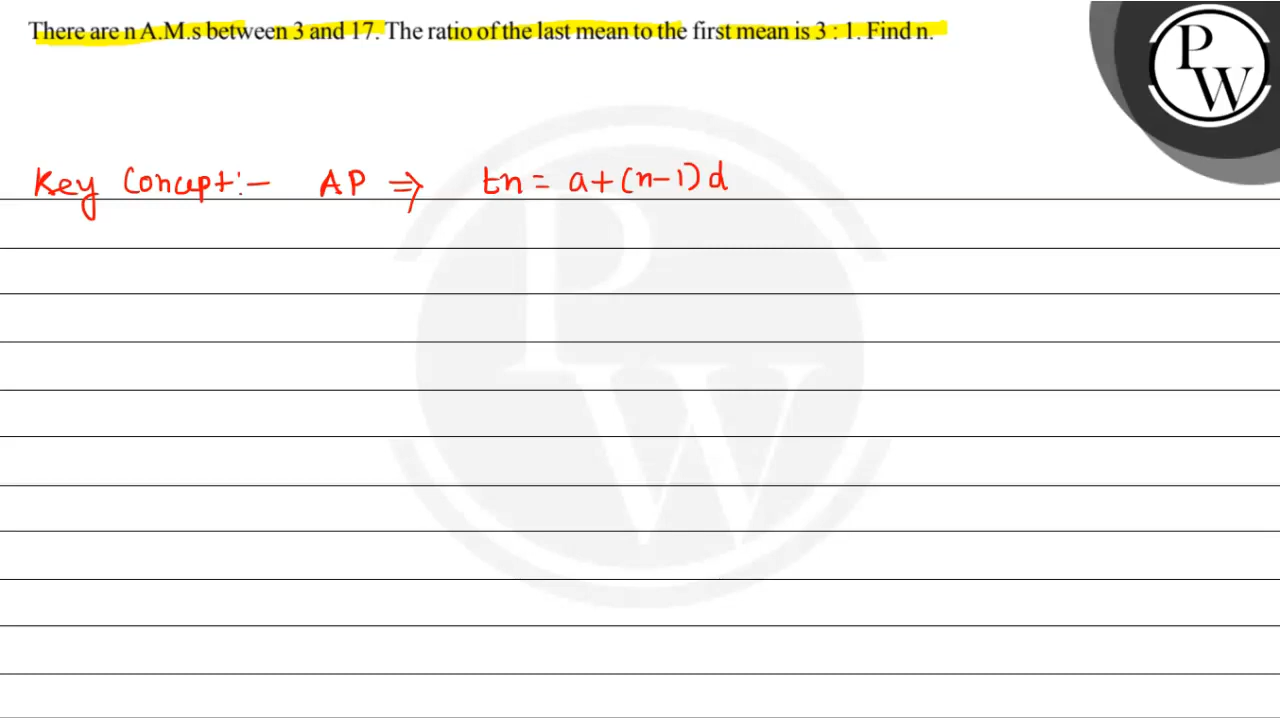 There are n A.M.s between 3 and 17. The ratio of the last mean to the first mean is 3 : 1. Find n.
P
W
Key Concept:- AP ⇒ tn = a+(n-1)d
P
W